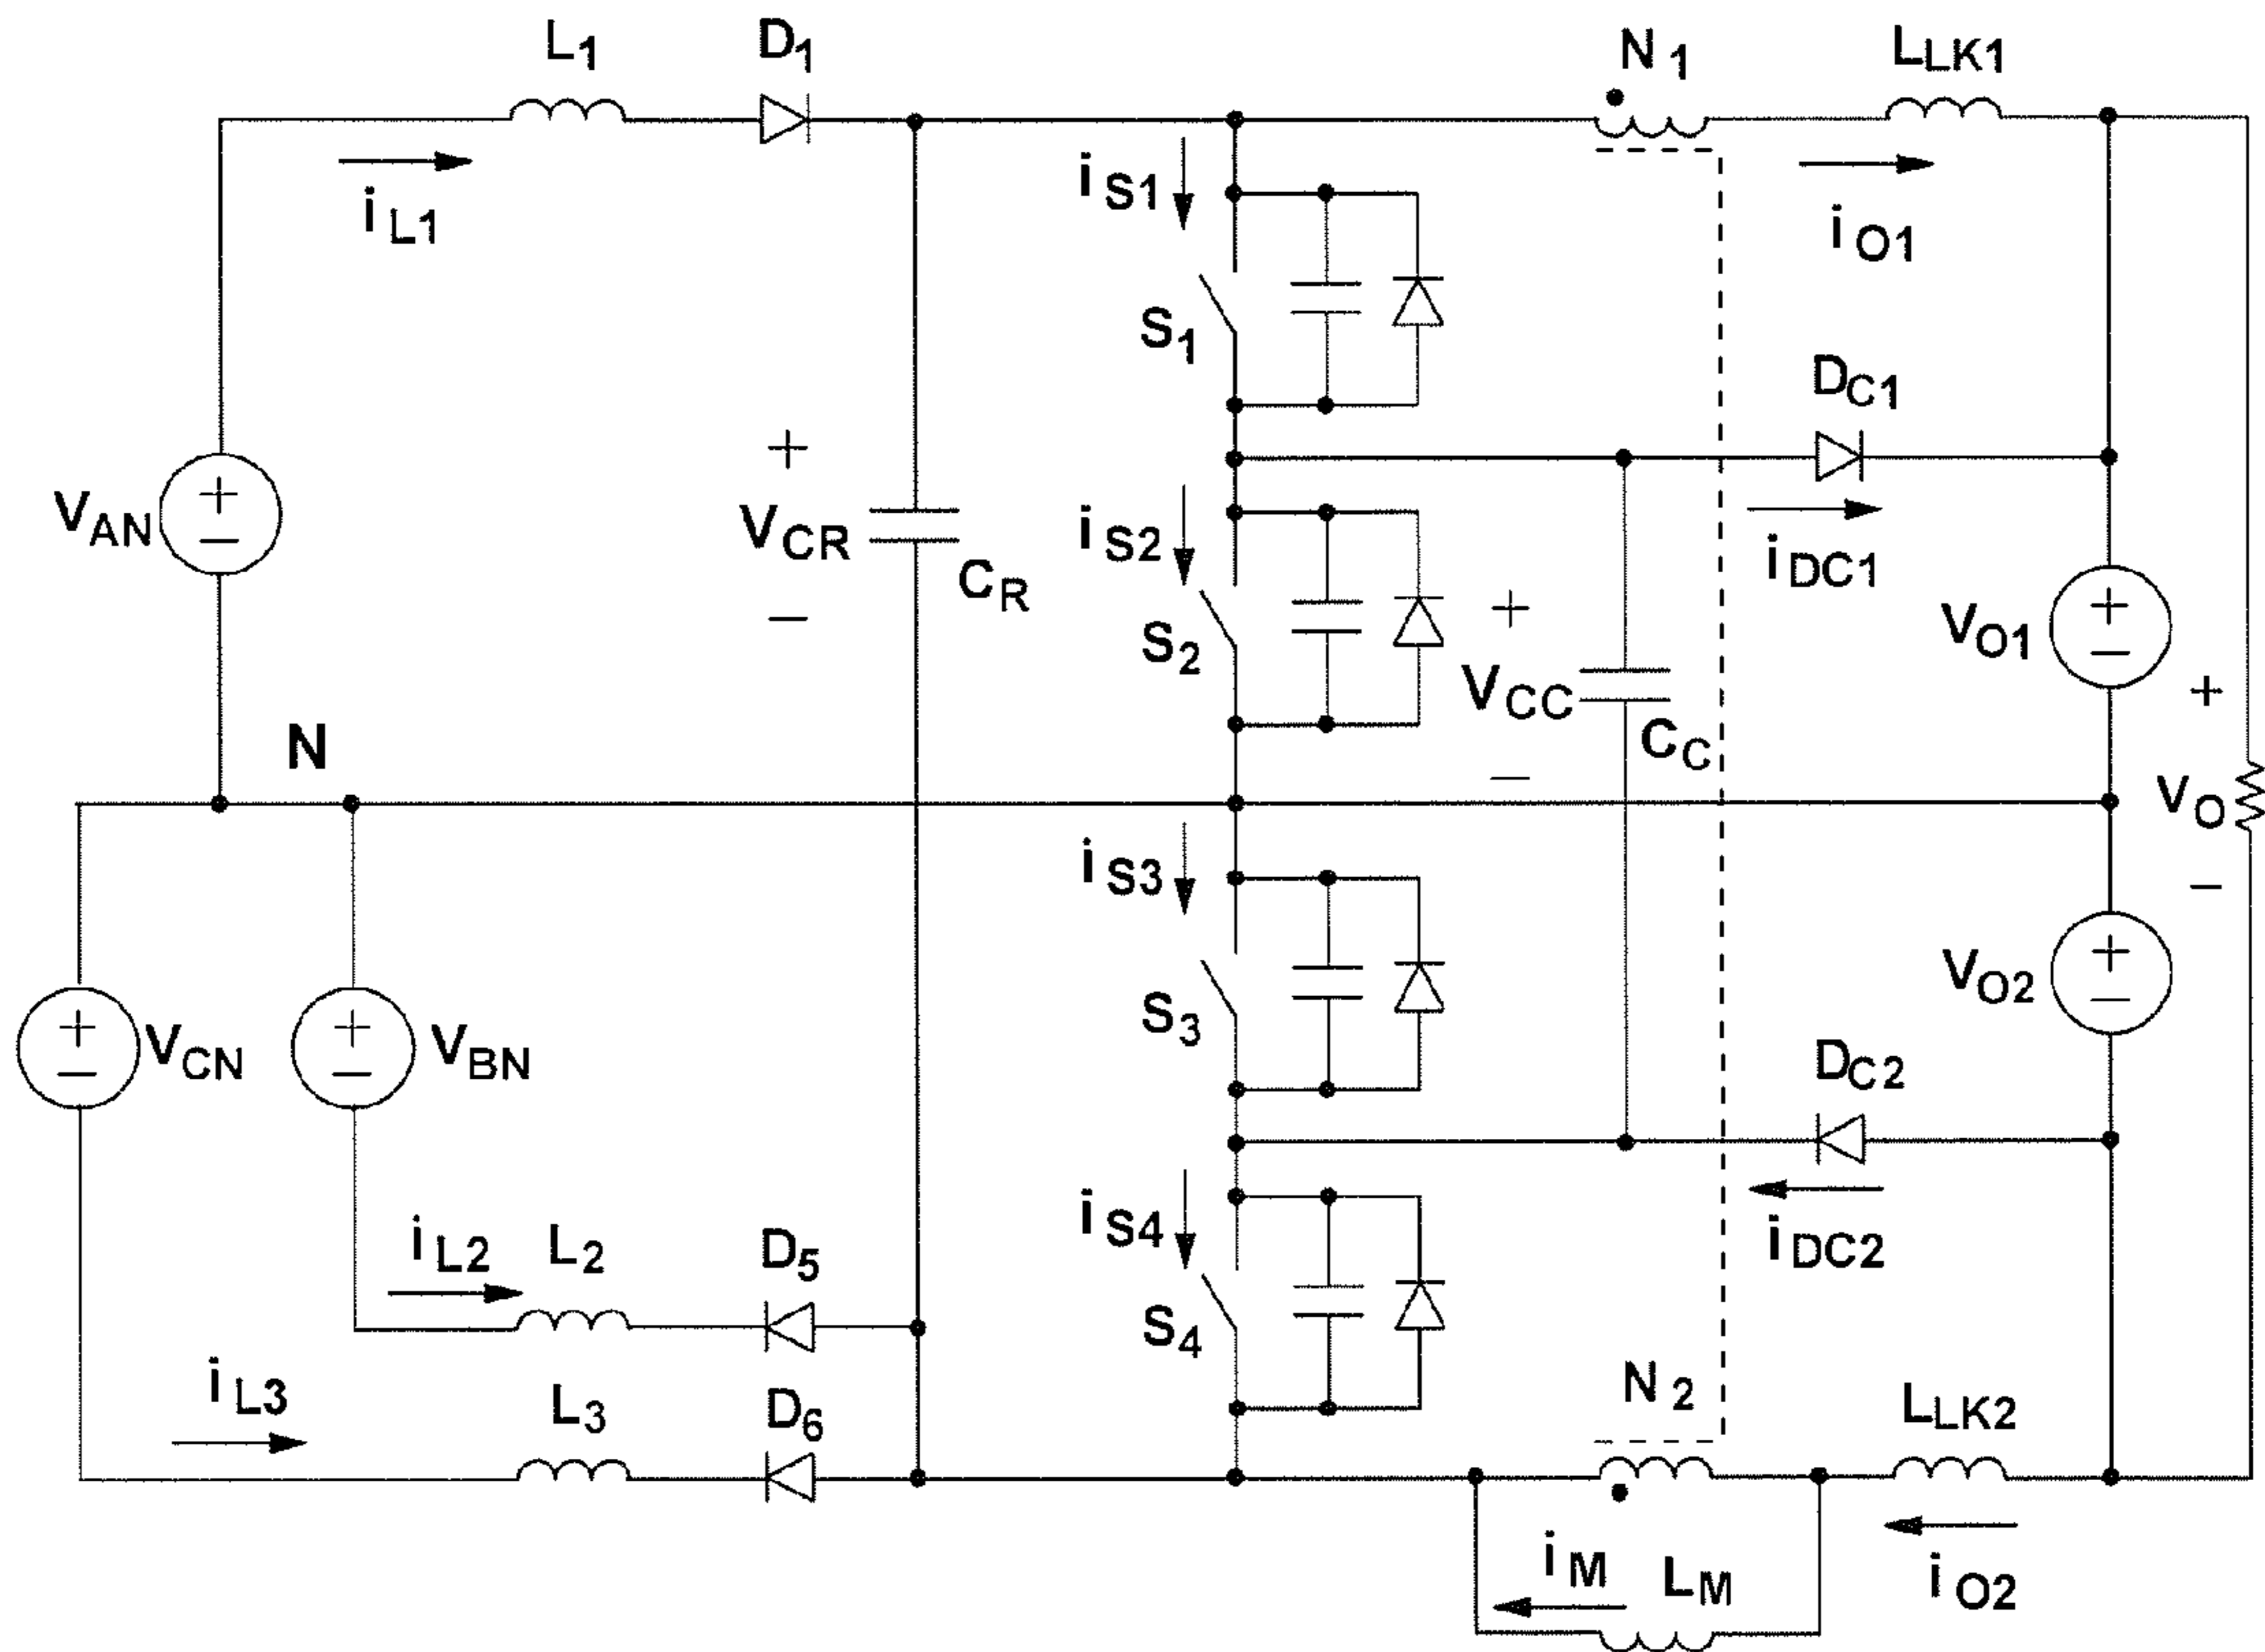 L1
D1
N1
LLK1
iL1
iS1
iO1
S1
DC1
VAN
+
−
+
VCR
−
CR
iS2
S2
+
VCC
−
CC
iDC1
VO1
+
−
N
+
VO
−
iS3
S3
VO2
+
−
VCN
+
−
VBN
+
−
DC2
iS4
S4
iDC2
iL2
L2
D5
iL3
L3
D6
N2
LLK2
iM
LM
iO2